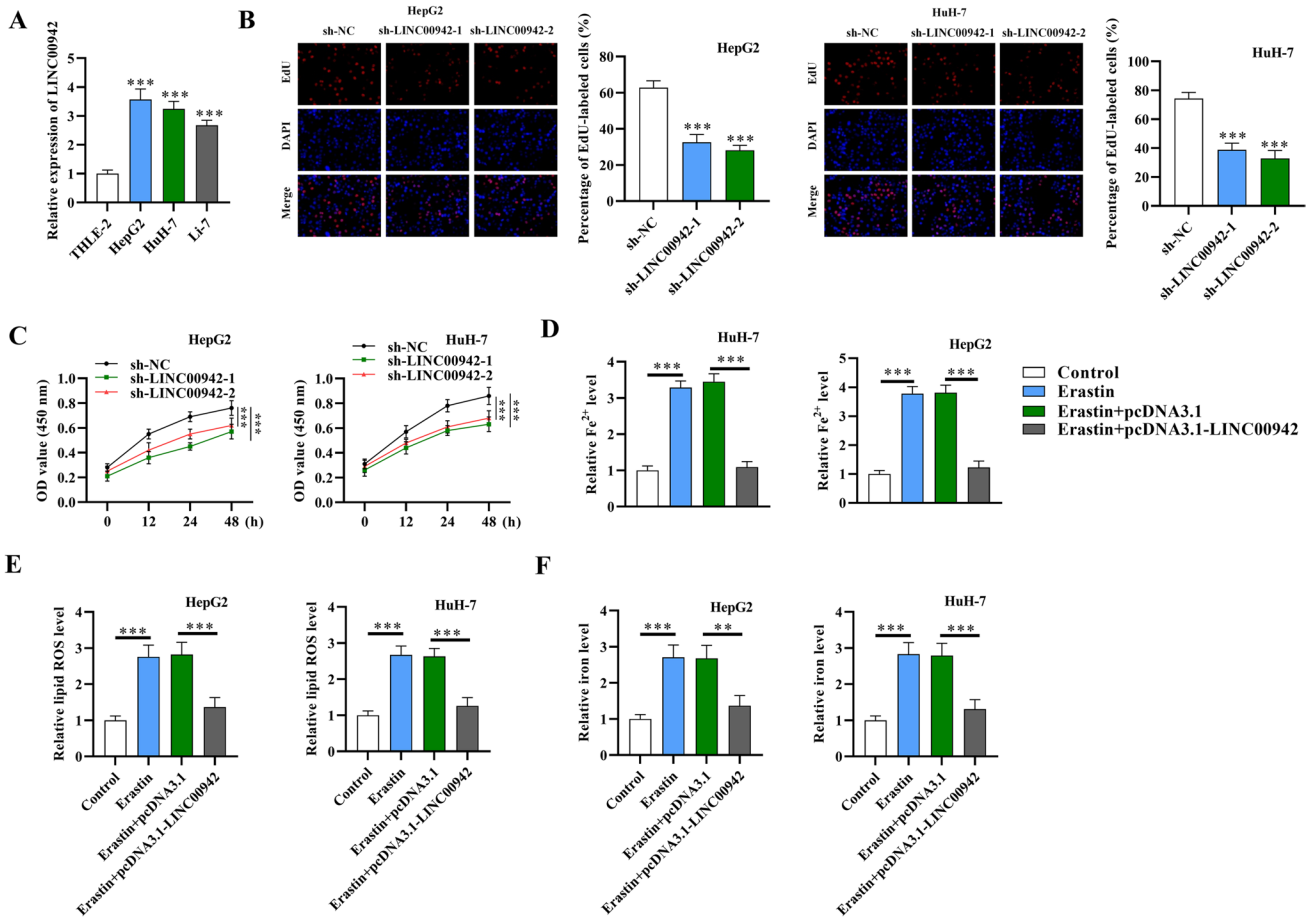 A
Relative expression of LINC00942
5
4
3
2
1
0
***
***
***
THLE-2
HepG2
HuH-7
Li-7
B
HepG2
sh-NC
sh-LINC00942-1
sh-LINC00942-2
EdU
DAPI
Merge
Percentage of EdU-labeled cells (%)
HepG2
80
60
40
20
0
***
***
sh-NC
sh-LINC00942-1
sh-LINC00942-2
HuH-7
sh-NC
sh-LINC00942-1
sh-LINC00942-2
EdU
DAPI
Merge
Percentage of EdU-labeled cells (%)
HuH-7
100
80
60
40
20
0
***
***
sh-NC
sh-LINC00942-1
sh-LINC00942-2
C
HepG2
sh-NC
sh-LINC00942-1
sh-LINC00942-2
OD value (450 nm)
1.0
0.8
0.6
0.4
0.2
0.0
***
***
0 12 24 48 (h)
HuH-7
sh-NC
sh-LINC00942-1
sh-LINC00942-2
OD value (450 nm)
1.0
0.8
0.6
0.4
0.2
0.0
***
***
0 12 24 48 (h)
D
HuH-7
Relative Fe2+ level
4
3
2
1
0
***
***
HepG2
Relative Fe2+ level
5
4
3
2
1
0
***
***
Control
Erastin
Erastin+pcDNA3.1
Erastin+pcDNA3.1-LINC00942
E
HepG2
Relative lipid ROS level
4
3
2
1
0
***
***
Control
Erastin
Erastin+pcDNA3.1
Erastin+pcDNA3.1-LINC00942
HuH-7
Relative lipid ROS level
4
3
2
1
0
***
***
Control
Erastin
Erastin+pcDNA3.1
Erastin+pcDNA3.1-LINC00942
F
HepG2
Relative iron level
4
3
2
1
0
***
**
Control
Erastin
Erastin+pcDNA3.1
Erastin+pcDNA3.1-LINC00942
HuH-7
Relative iron level
4
3
2
1
0
***
***
Control
Erastin
Erastin+pcDNA3.1
Erastin+pcDNA3.1-LINC00942